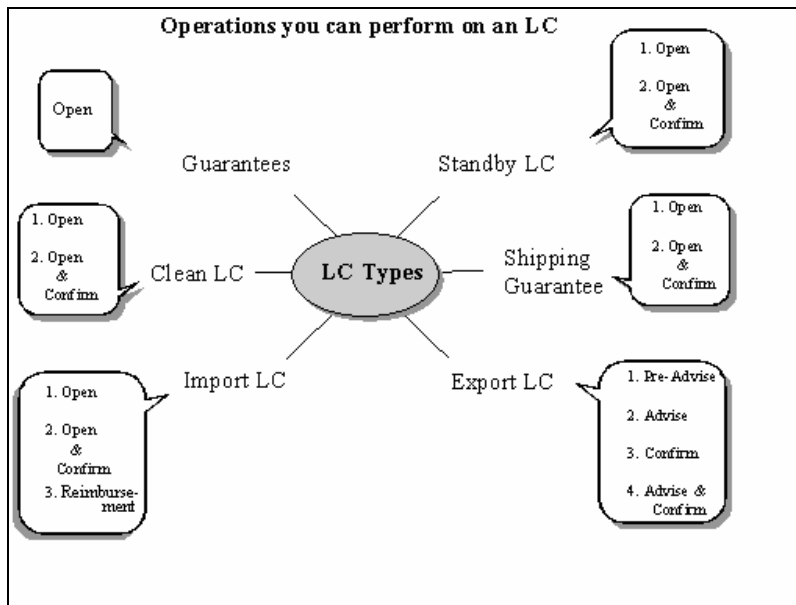 Operations you can perform on an LC
Open
Guarantees
1. Open
2. Open
&
Confirm
Standby LC
1. Open
2. Open
&
Confirm
Clean LC
LC Types
Shipping
Guarantee
1. Open
2. Open
&
Confirm
1. Open
2. Open
&
Confirm
3. Reimburse-
ment
Import LC
Export LC
1. Pre-Advise
2. Advise
3. Confirm
4. Advise &
Confirm